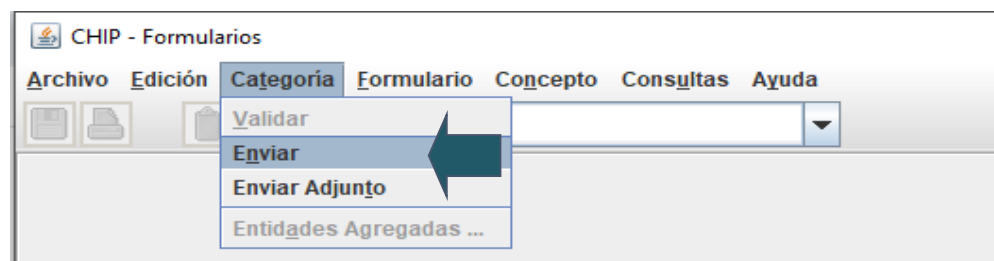 CHIP - Formularios
Archivo Edición Categoría Formulario Concepto Consultas Ayuda
Validar
Enviar
Enviar Adjunto
Entidades Agregadas ...